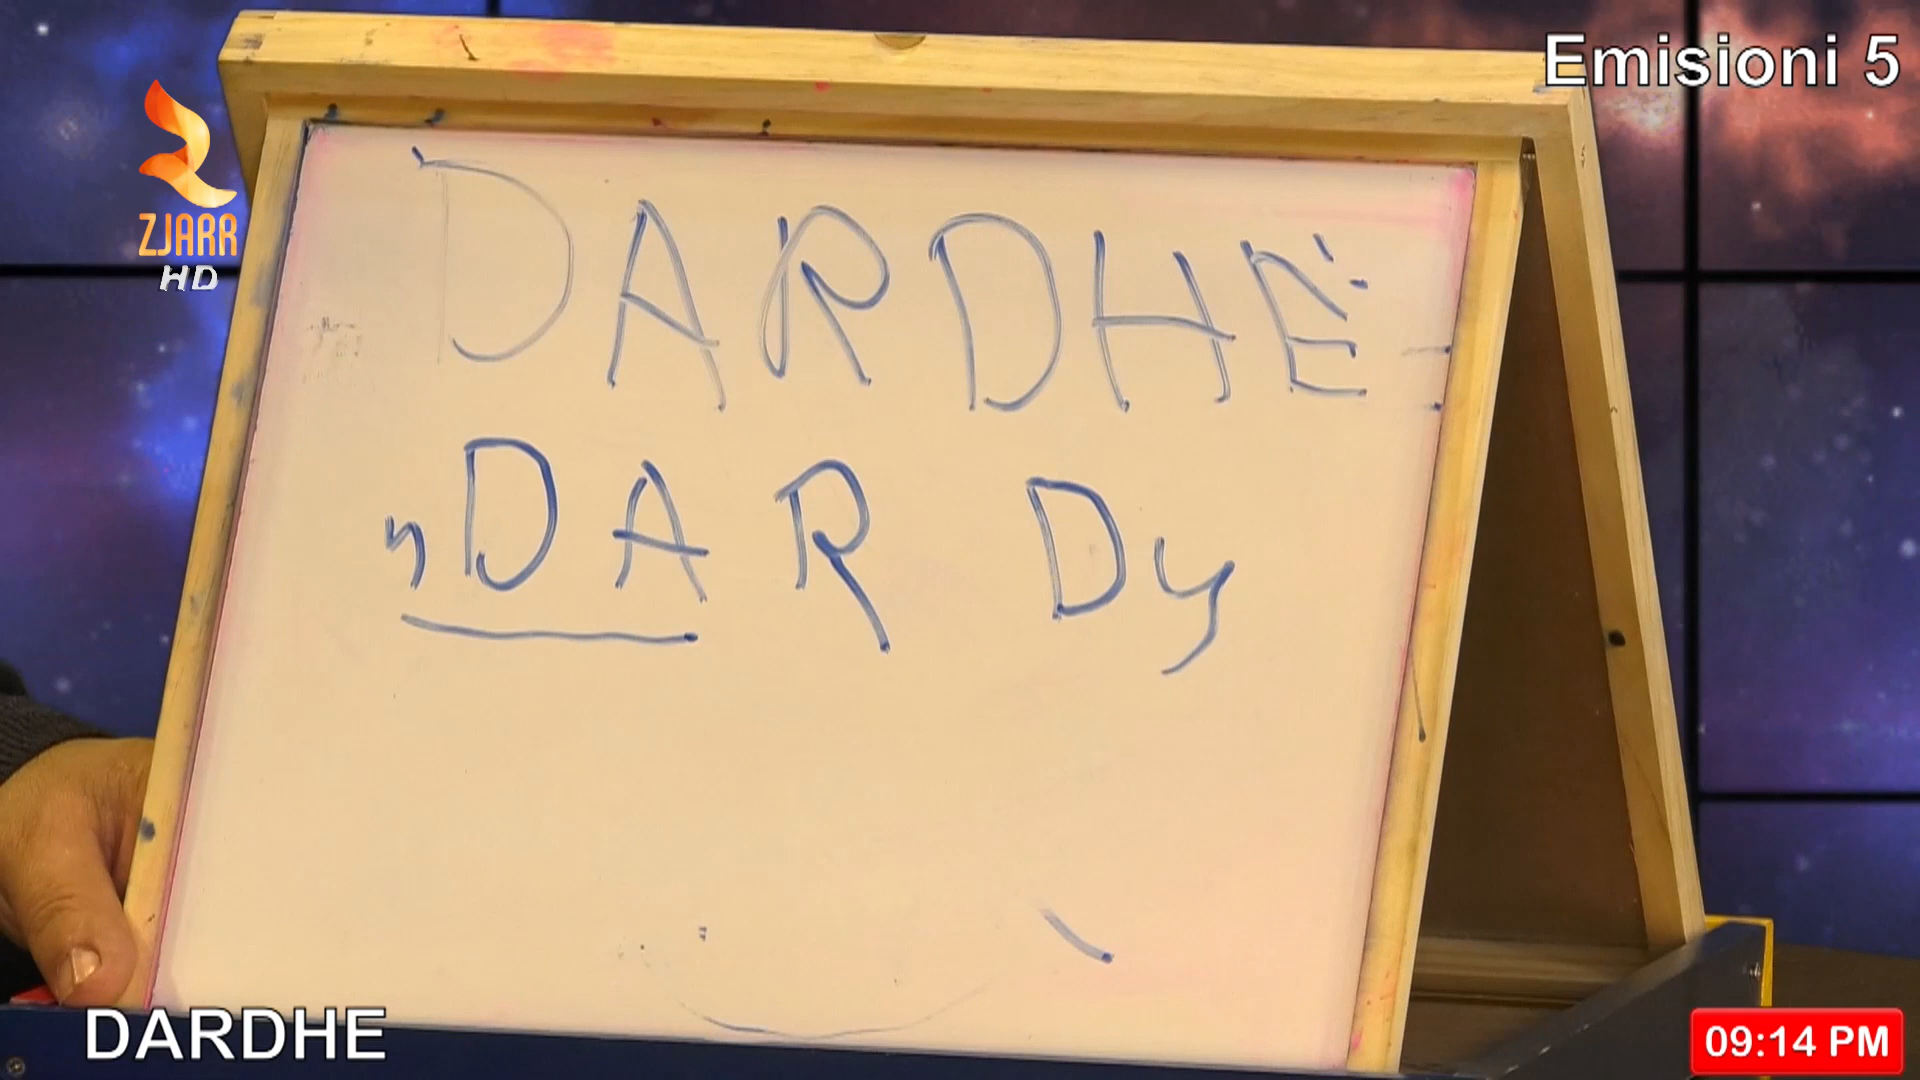 Emisioni 5
ZJARR
HD
DARDHË
nDAR Dy
DARDHE
09:14 PM